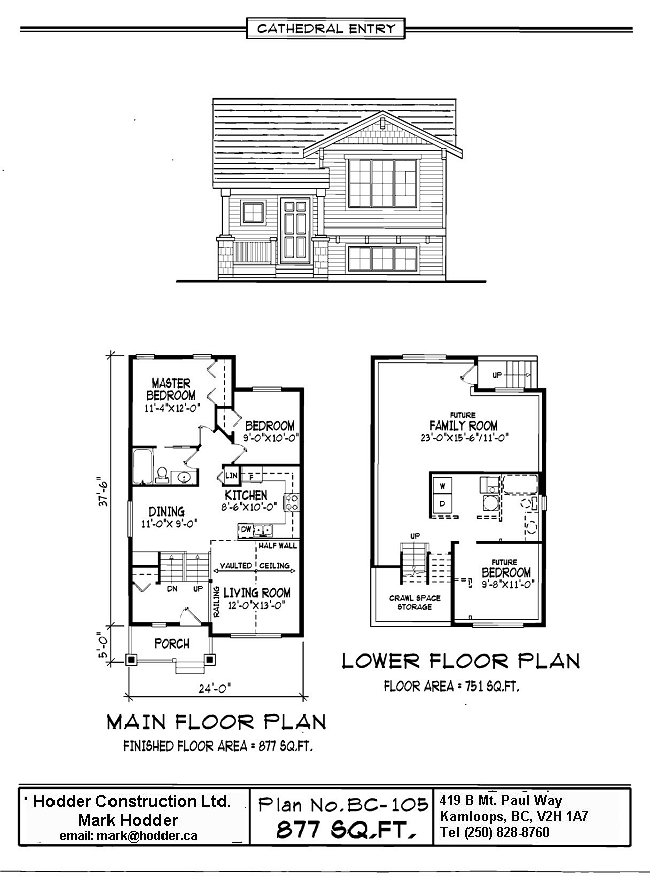 CATHEDRAL ENTRY
MASTER
BEDROOM
11'-4"X12'-0"
BEDROOM
9'-0"X10'-0"
LIN
F
KITCHEN
8'-6"X10'-0"
DINING
11'-0"X 9'-0"
DW
HALF WALL
VAULTED
CEILING
DN
UP
RAILING
LIVING ROOM
12'-0"X13'-0"
PORCH
37'-6"
5'-0"
24'-0"
MAIN FLOOR PLAN
FINISHED FLOOR AREA = 877 SQ.FT.
UP
FUTURE
FAMILY ROOM
23'-0"X15'-6"/11'-0"
W
D
UP
FUTURE
BEDROOM
9'-8"X11'-0"
CRAWL SPACE
STORAGE
LOWER FLOOR PLAN
FLOOR AREA = 751 SQ.FT.
Hodder Construction Ltd.
Mark Hodder
email: mark@hodder.ca
Plan No. BC-105
877 SQ.FT.
419 B Mt. Paul Way
Kamloops, BC, V2H 1A7
Tel (250) 828-8760